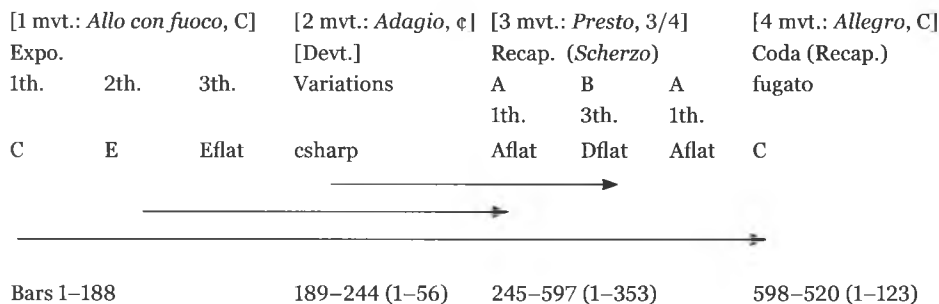 [1 mvt.: Allo con fuoco, C] [2 mvt.: Adagio, ¢] [3 mvt.: Presto, 3/4] [4 mvt.: Allegro, C]
Expo. [Devt.] Recap. (Scherzo) Coda (Recap.)
1th. 2th. 3th. Variations A B A fugato
1th. 3th. 1th.
C E Eflat csharp Aflat Dflat Aflat C
Bars 1–188 189–244 (1–56) 245–597 (1–353) 598–520 (1–123)